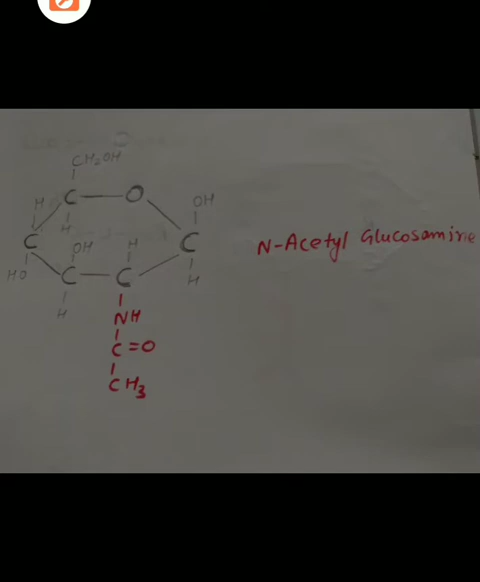 CH₂OH
H C O OH
H
C OH H C
HO C C H
H
NH
C=O
CH₃
N-Acetyl Glucosamine